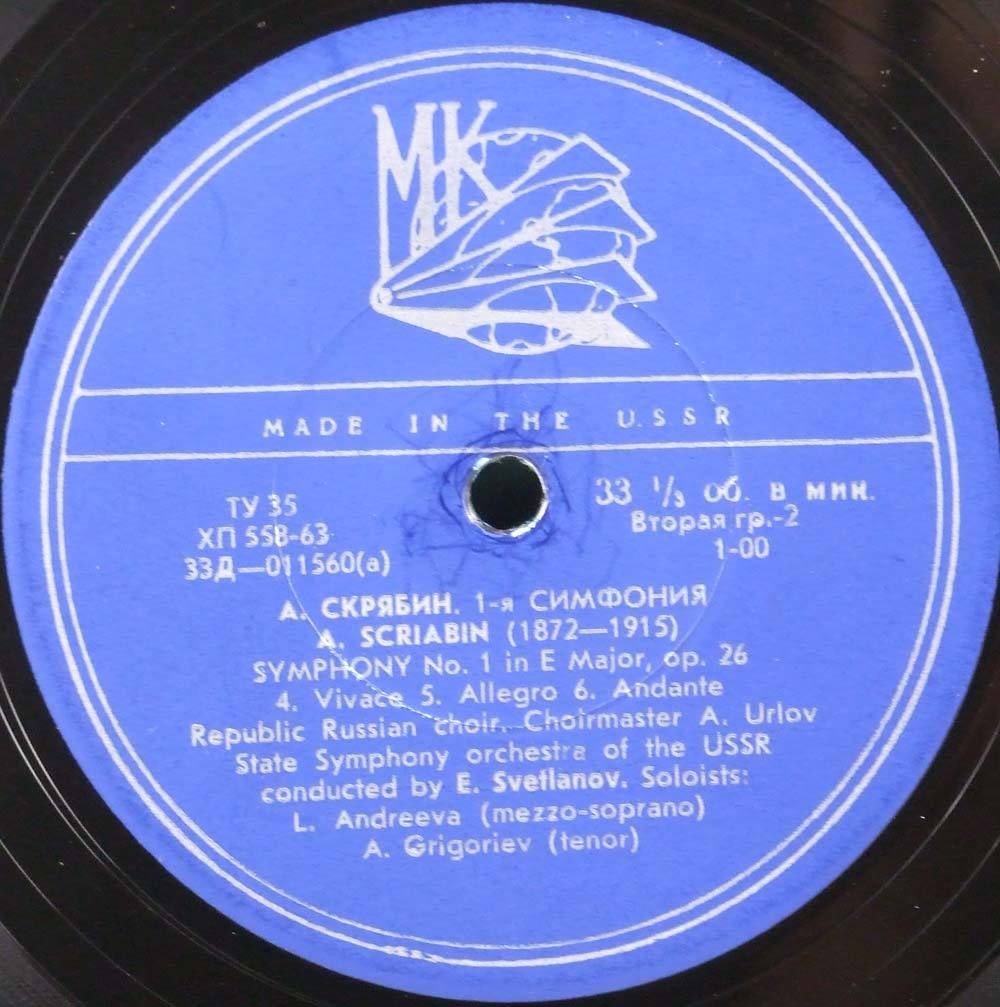 МК
MADE IN THE U.S.S.R
ТУ 35
ХП 558-63
33Д—011560(а)
33 1/3 об. в мин.
Вторая гр.-2
1-00
А. СКРЯБИН. 1-я СИМФОНИЯ
A. SCRIABIN (1872—1915)
SYMPHONY No. 1 in E Major, op. 26
4. Vivace 5. Allegro 6. Andante
Republic Russian choir. Choirmaster A. Urlov
State Symphony orchestra of the USSR
conducted by E. Svetlanov. Soloists:
L. Andreeva (mezzo-soprano)
A. Grigoriev (tenor)